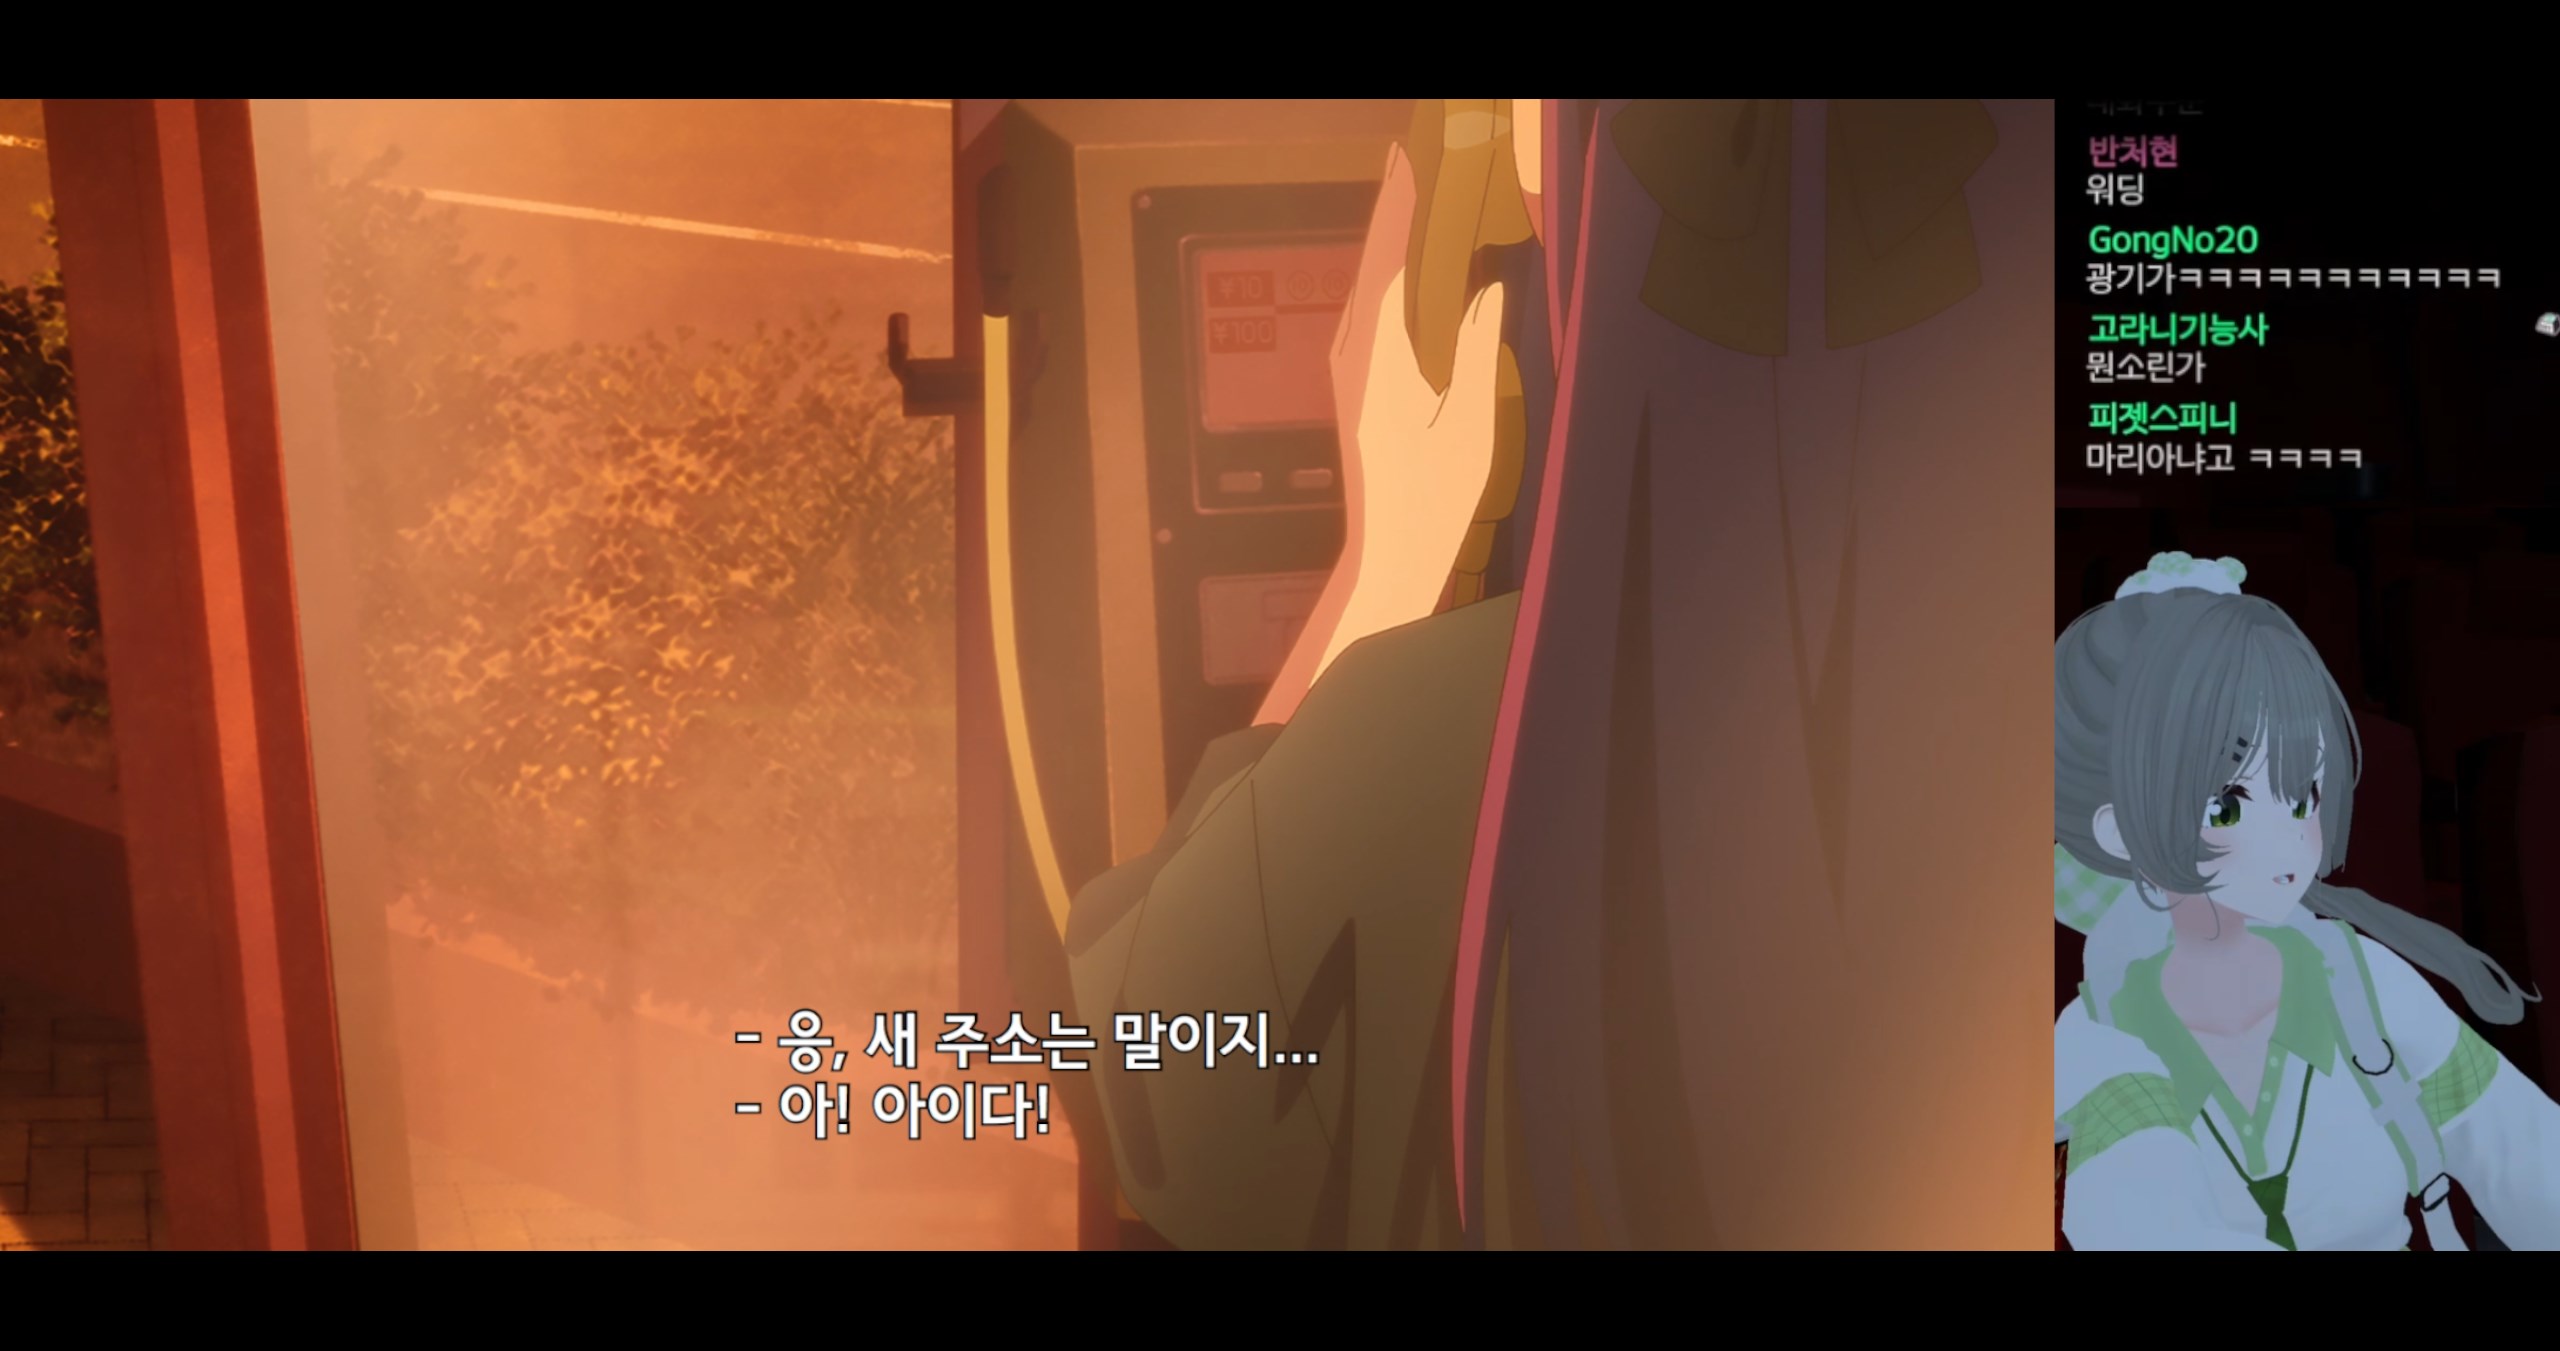 ¥10
¥100
- 응, 새 주소는 말이지...
- 아! 아이다!
반처현
워딩
GongNo20
광기가ㅋㅋㅋㅋㅋㅋㅋㅋㅋㅋㅋ
고라니기능사
뭔소린가
피젯스피니
마리아냐고 ㅋㅋㅋㅋ